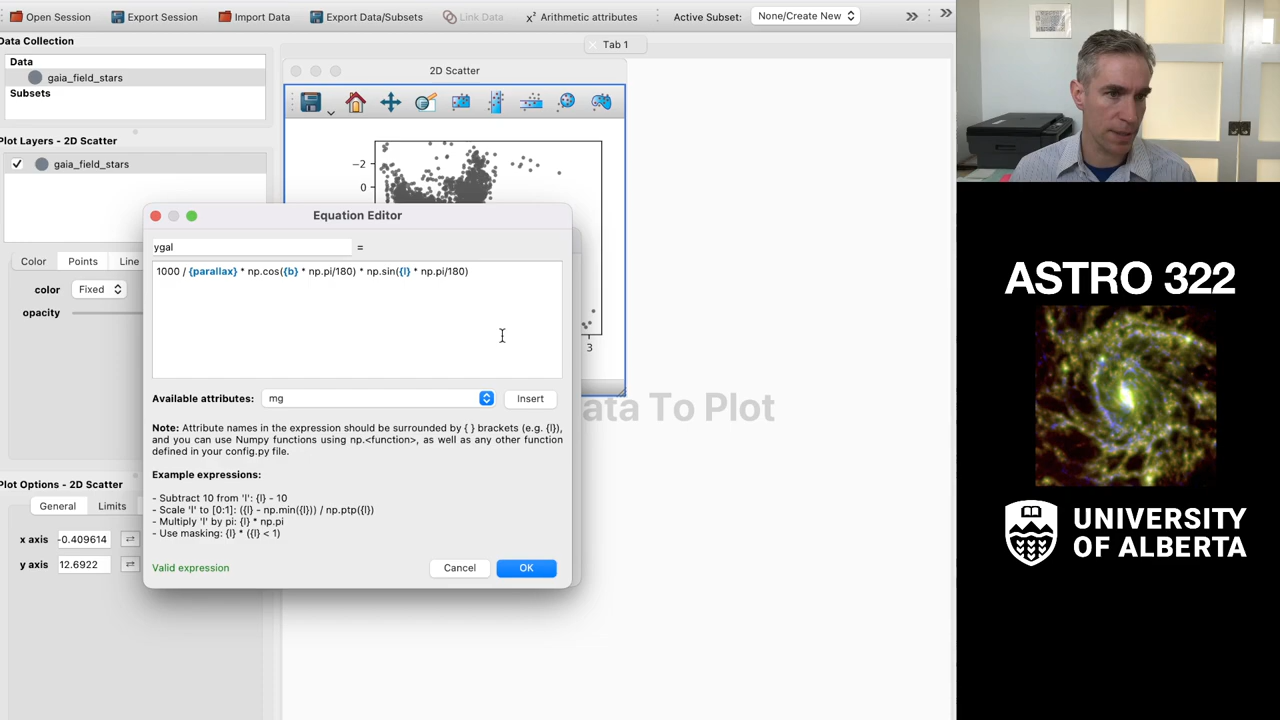 Open Session Export Session Import Data Export Data/Subsets Link Data x² Arithmetic attributes Active Subset: None/Create New » »
Data Collection
Tab 1
Data
gaia_field_stars
Subsets
2D Scatter
Plot Layers - 2D Scatter
gaia_field_stars
−2
0
Equation Editor
ygal =
1000 / {parallax} * np.cos({b} * np.pi/180) * np.sin({l} * np.pi/180)
Color Points Line
color Fixed
opacity
3
Available attributes: mg Insert
ata To Plot
Note: Attribute names in the expression should be surrounded by { } brackets (e.g. {l}),
and you can use Numpy functions using np.<function>, as well as any other function
defined in your config.py file.
Example expressions:
- Subtract 10 from 'l': {l} - 10
- Scale 'l' to [0:1]: ({l} - np.min({l})) / np.ptp({l})
- Multiply 'l' by pi: {l} * np.pi
- Use masking: {l} * ({l} < 1)
Plot Options - 2D Scatter
General Limits
x axis -0.409614
y axis 12.6922
Valid expression Cancel OK
ASTRO 322
UNIVERSITY
OF ALBERTA